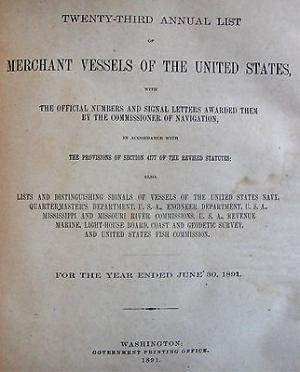 TWENTY-THIRD ANNUAL LIST
OF
MERCHANT VESSELS OF THE UNITED STATES,
WITH
THE OFFICIAL NUMBERS AND SIGNAL LETTERS AWARDED THEM
BY THE COMMISSIONER OF NAVIGATION,
IN ACCORDANCE WITH
THE PROVISIONS OF SECTION 4177 OF THE REVISED STATUTES:
ALSO,
LISTS AND DISTINGUISHING SIGNALS OF VESSELS OF THE UNITED STATES NAVY,
QUARTERMASTER'S DEPARTMENT, U. S. A., ENGINEER DEPARTMENT, U. S. A.,
MISSISSIPPI AND MISSOURI RIVER COMMISSIONS, U. S. A., REVENUE
MARINE, LIGHT-HOUSE BOARD, COAST AND GEODETIC SURVEY,
AND UNITED STATES FISH COMMISSION.
FOR THE YEAR ENDED JUNE 30, 1891.
WASHINGTON:
GOVERNMENT PRINTING OFFICE.
1891.